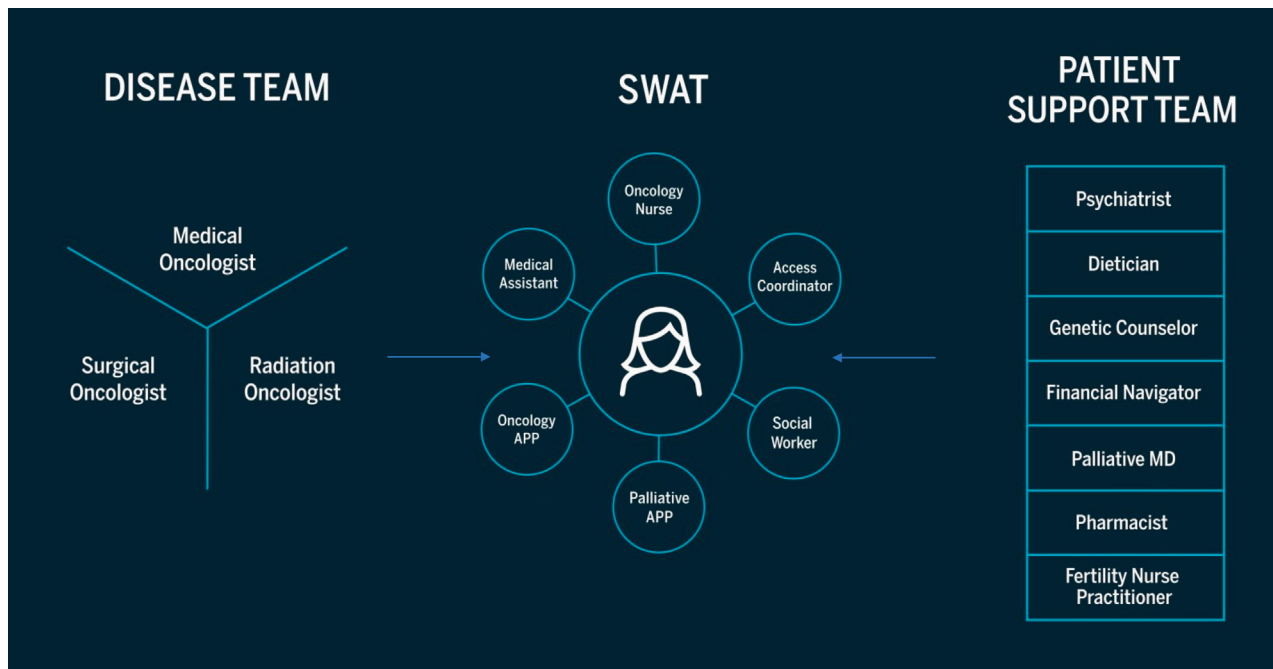 DISEASE TEAM
Medical
Oncologist
Surgical
Oncologist
Radiation
Oncologist
SWAT
Oncology
Nurse
Medical
Assistant
Access
Coordinator
Oncology
APP
Social
Worker
Palliative
APP
PATIENT
SUPPORT TEAM
Psychiatrist
Dietician
Genetic Counselor
Financial Navigator
Palliative MD
Pharmacist
Fertility Nurse
Practitioner